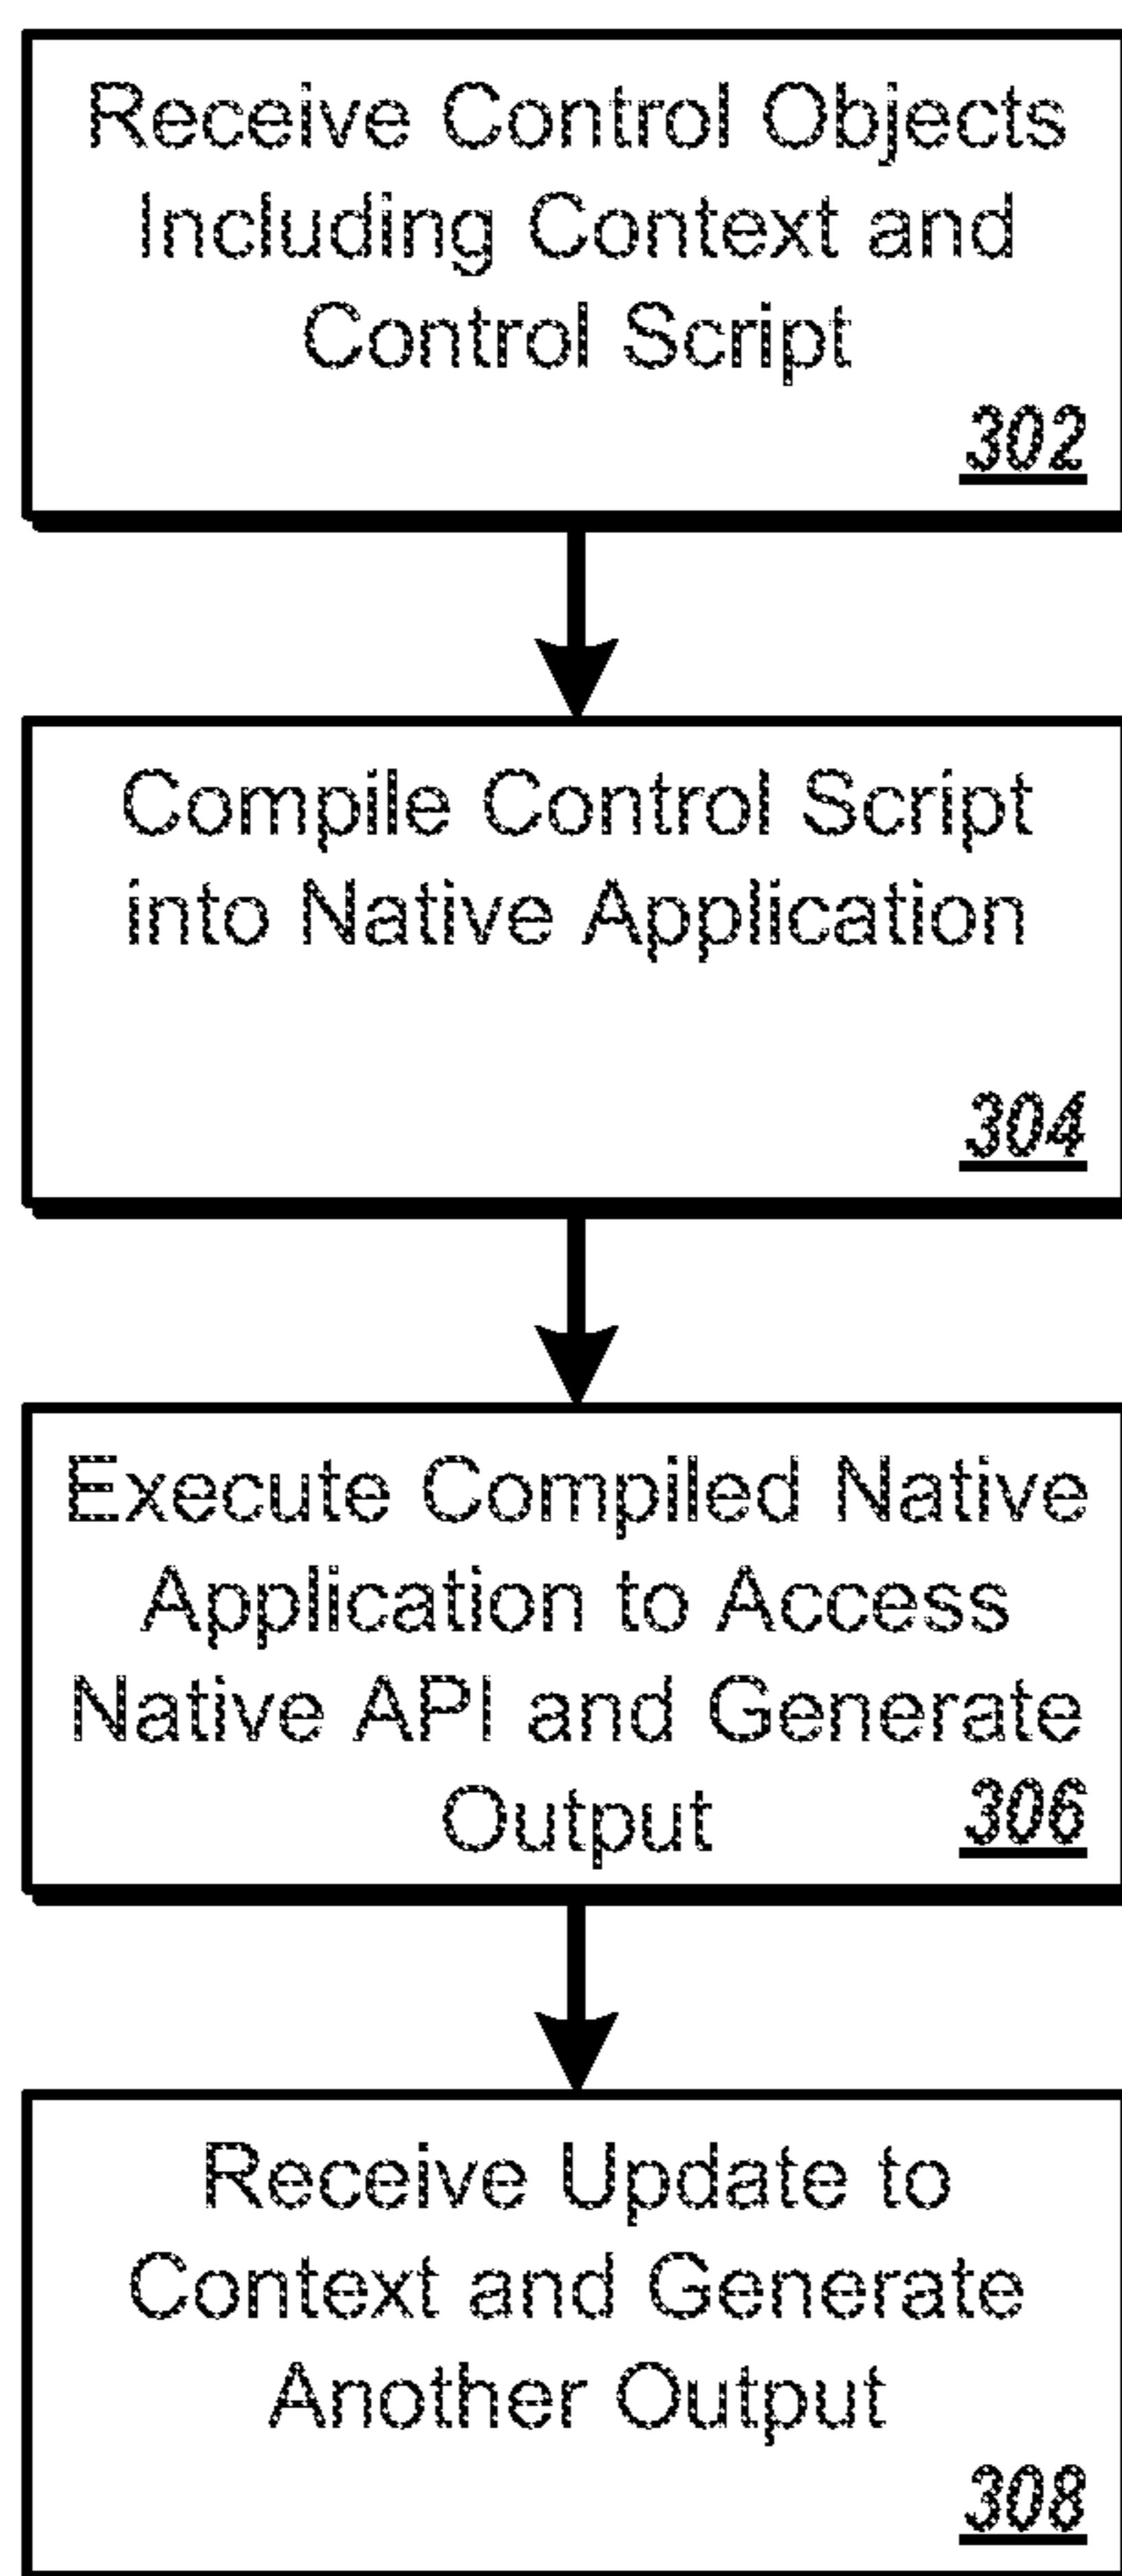 Receive Control Objects
Including Context and
Control Script
302
Compile Control Script
into Native Application
304
Execute Compiled Native
Application to Access
Native API and Generate
Output 306
Receive Update to
Context and Generate
Another Output
308